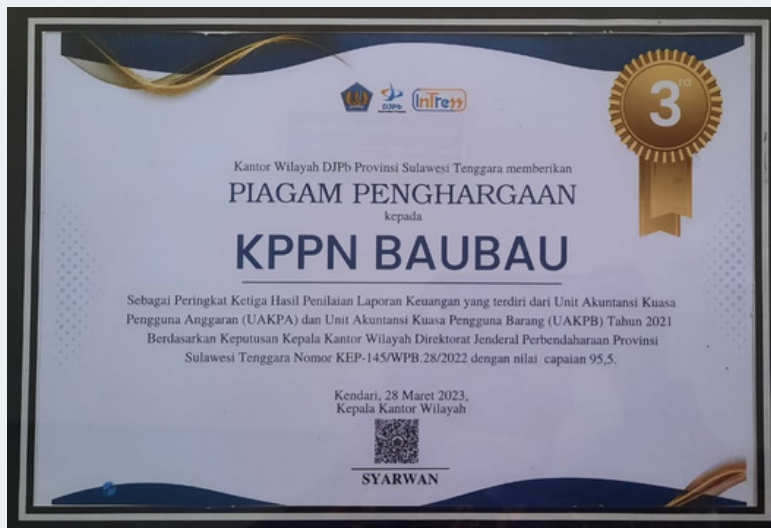 DJPb
InTress
3rd
Kantor Wilayah DJPb Provinsi Sulawesi Tenggara memberikan
PIAGAM PENGHARGAAN
kepada
KPPN BAUBAU
Sebagai Peringkat Ketiga Hasil Penilaian Laporan Keuangan yang terdiri dari Unit Akuntansi Kuasa
Pengguna Anggaran (UAKPA) dan Unit Akuntansi Kuasa Pengguna Barang (UAKPB) Tahun 2021
Berdasarkan Keputusan Kepala Kantor Wilayah Direktorat Jenderal Perbendaharaan Provinsi
Sulawesi Tenggara Nomor KEP-145/WPB.28/2022 dengan nilai capaian 95,5.
Kendari, 28 Maret 2023,
Kepala Kantor Wilayah
SYARWAN